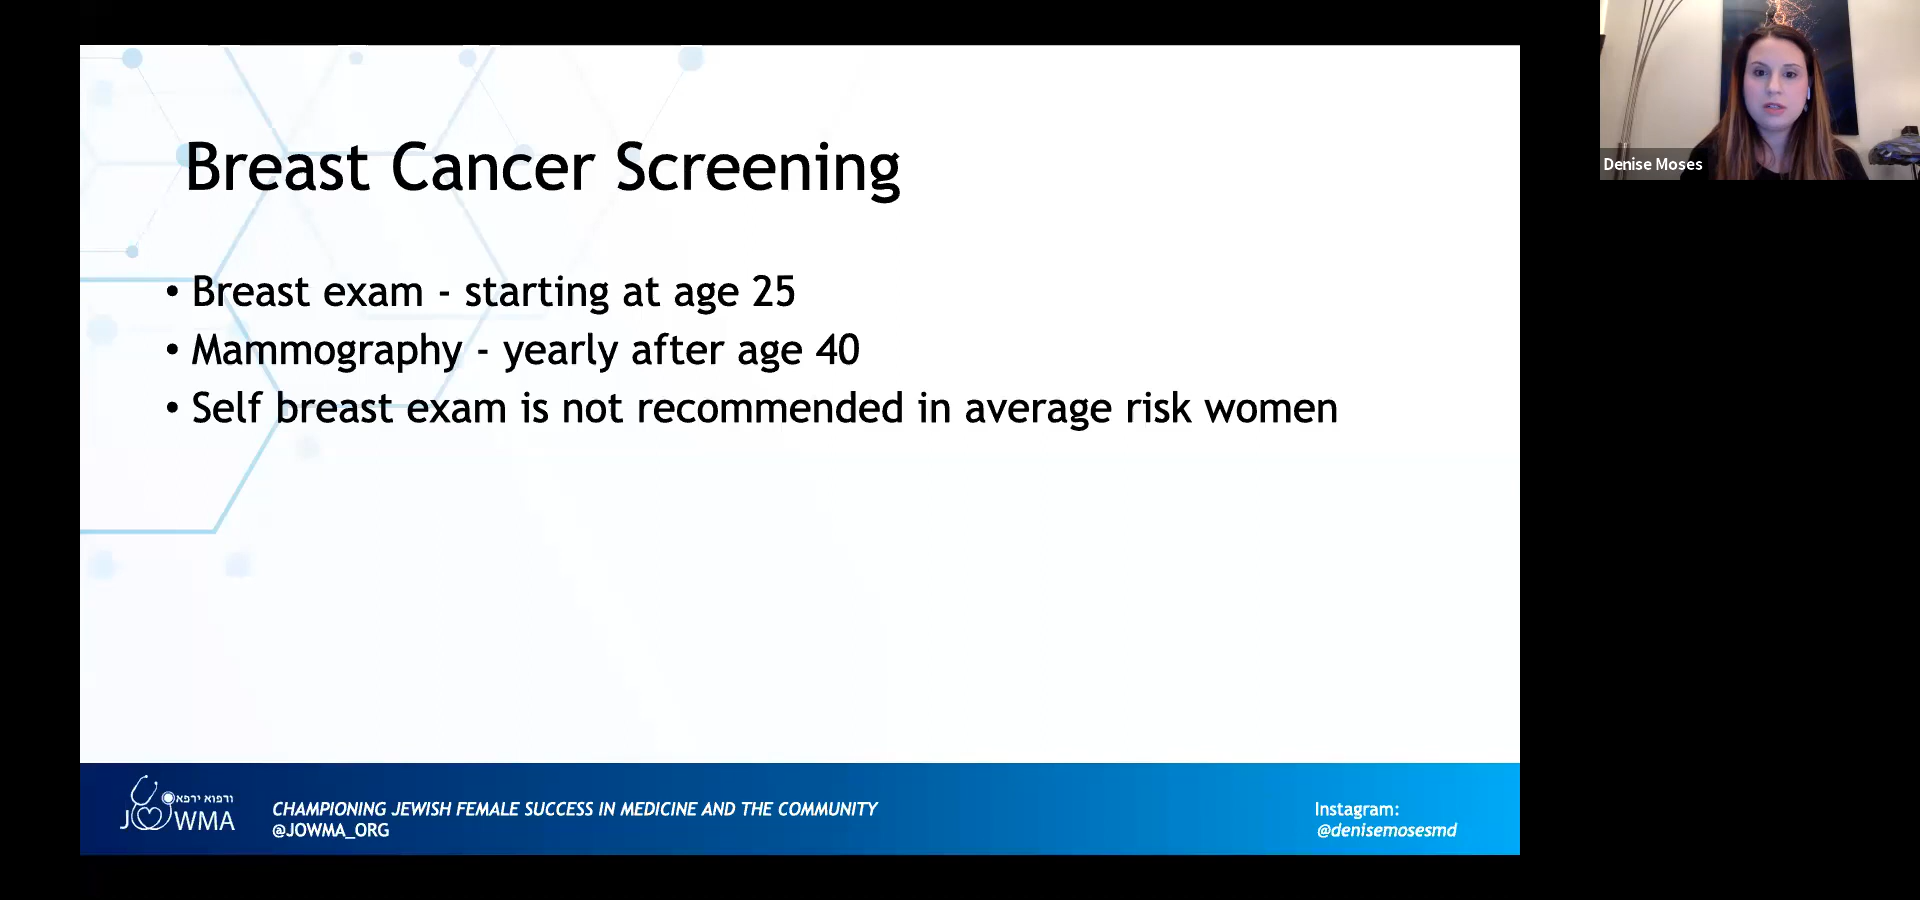 Breast Cancer Screening
• Breast exam - starting at age 25
• Mammography - yearly after age 40
• Self breast exam is not recommended in average risk women
ורפוא ירפא
JOWMA
CHAMPIONING JEWISH FEMALE SUCCESS IN MEDICINE AND THE COMMUNITY
@JOWMA_ORG
Instagram:
@denisemosesmd
Denise Moses